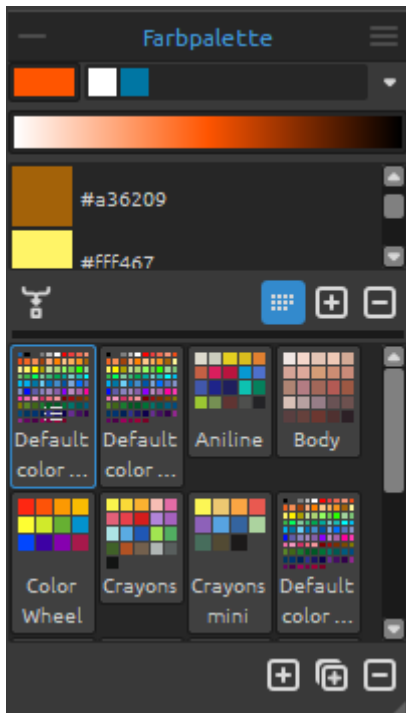 Farbpalette
#a36209
#fff467
Default
color ...
Default
color ...
Aniline
Body
Color
Wheel
Crayons
Crayons
mini
Default
color ...